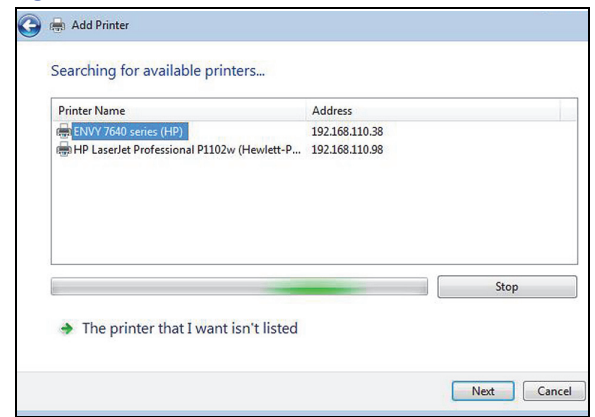 Add Printer
Searching for available printers...
Printer Name Address
ENVY 7640 series (HP) 192.168.110.38
HP LaserJet Professional P1102w (Hewlett-P... 192.168.110.98
Stop
The printer that I want isn't listed
Next Cancel